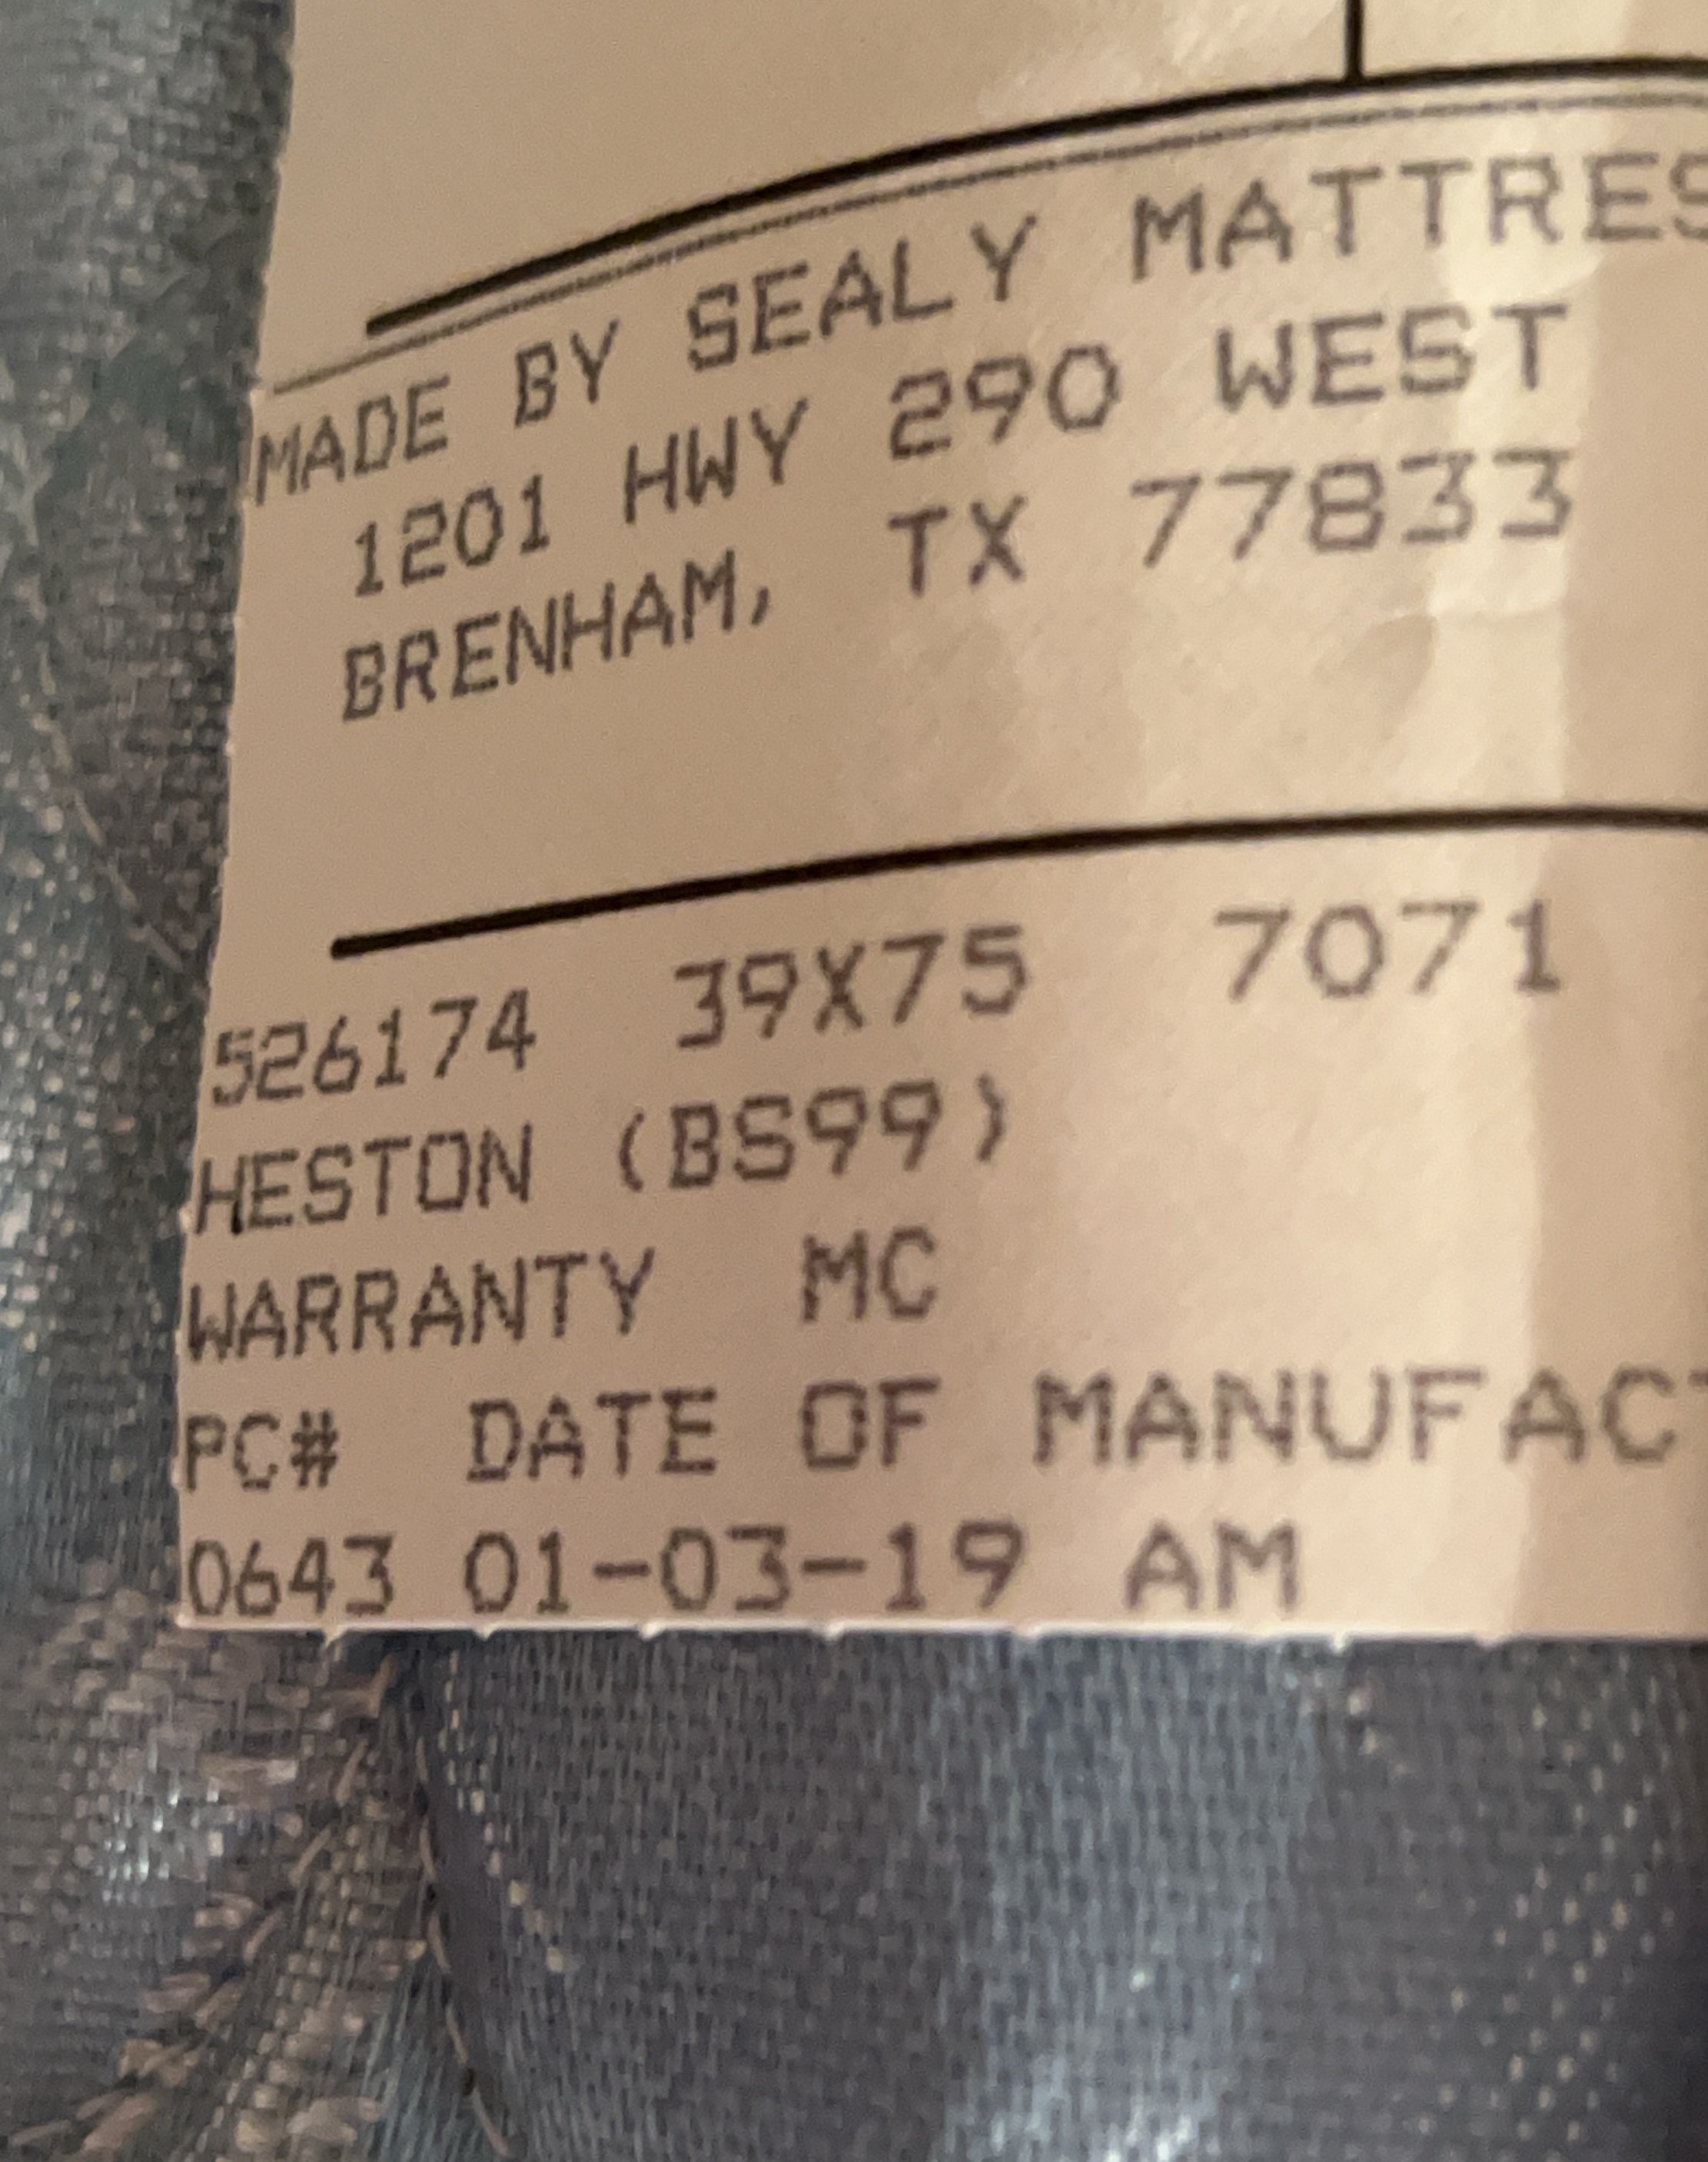 MADE BY SEALY MATTRES
1201 HWY 290 WEST
BRENHAM, TX 77833
526174 39X75 7071
HESTON (BS99)
WARRANTY MC
PC# DATE OF MANUFACT
0643 01-03-19 AM